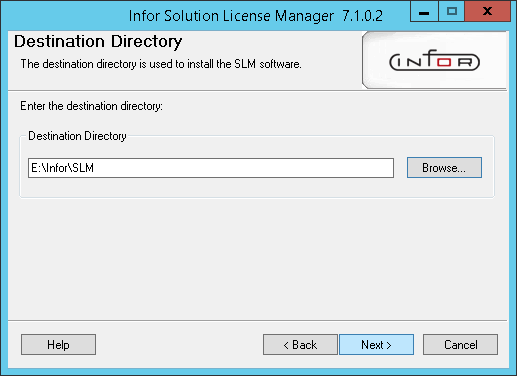 Infor Solution License Manager 7.1.0.2
Destination Directory
The destination directory is used to install the SLM software.
infor
Enter the destination directory:
Destination Directory
E:\Infor\SLM
Browse...
Help
< Back
Next >
Cancel